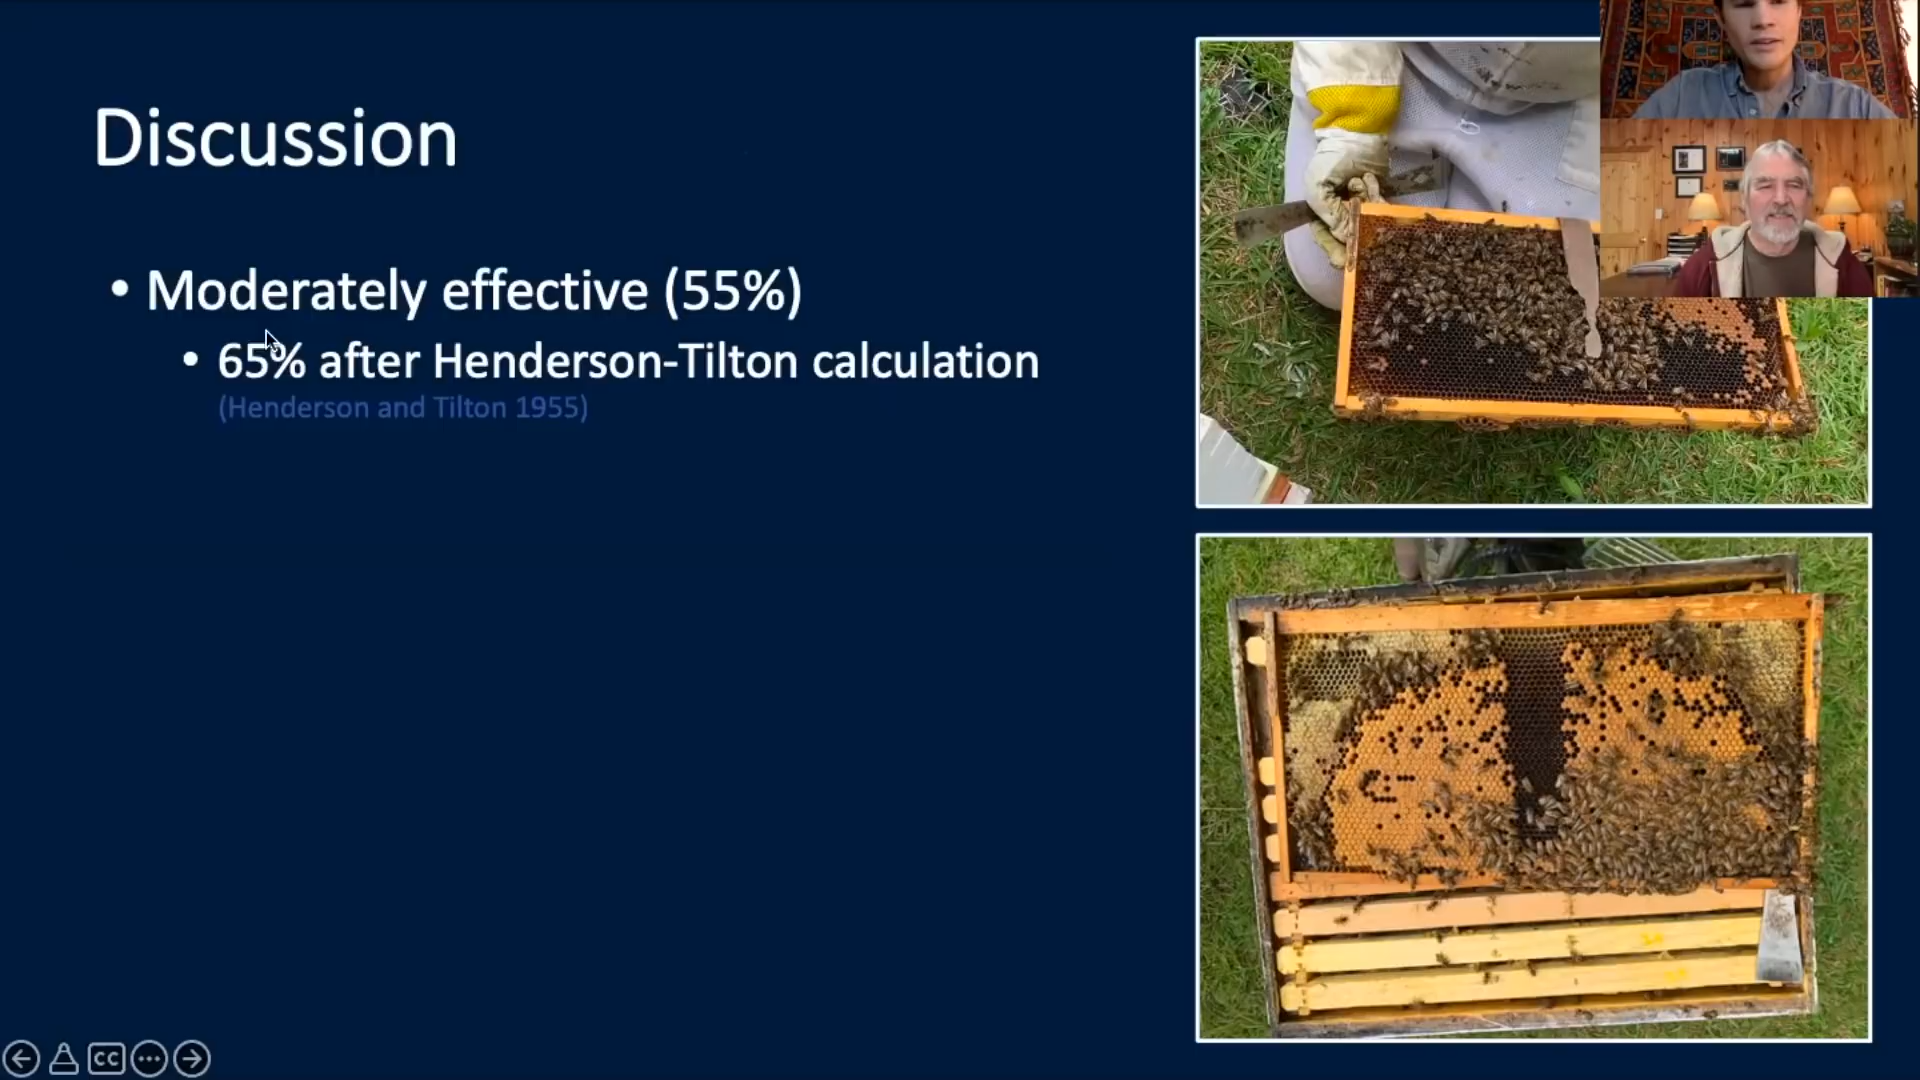 Discussion
• Moderately effective (55%)
• 65% after Henderson-Tilton calculation
(Henderson and Tilton 1955)
CC